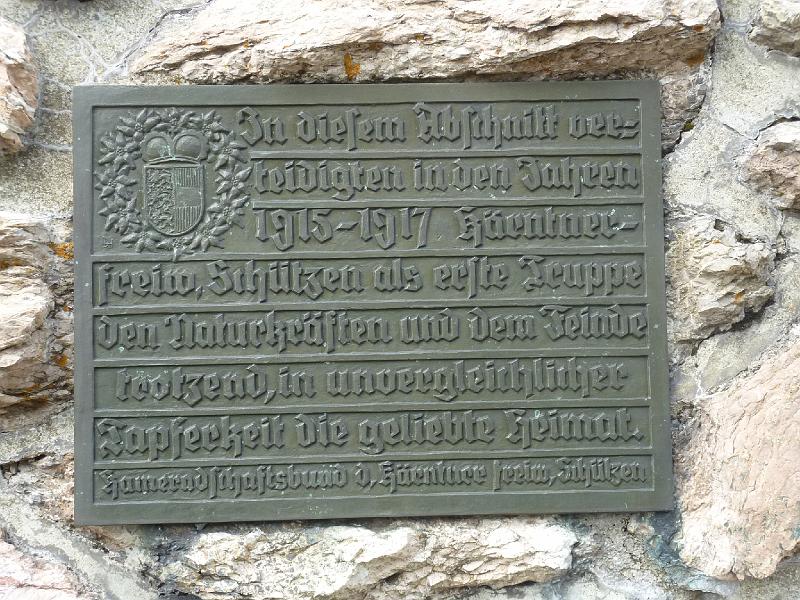 In diesem Abschnitt ver-
teidigten in den Jahren
1915-1917 Kärntner-
freiw. Schützen als erste Truppe
den Naturkräften und dem Feinde
trotzend, in unvergleichlicher
Tapferkeit die geliebte Heimat.
Kameradschaftsbund d. Kärntner freiw. Schützen